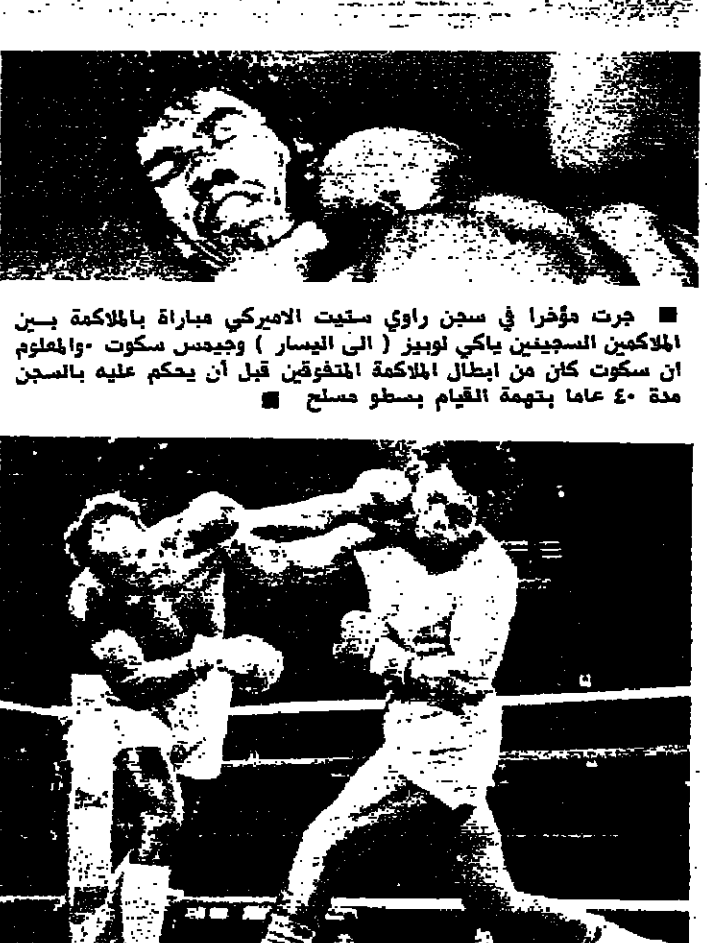 ■ جرت مؤخرا في سجن راوي ستيت الاميركي مباراة بالملاكمة بين
الملاكمين السجينين ياكي لوبيز ( الى اليسار ) وجيمس سكوت ٠والمعلوم
ان سكوت كان من ابطال الملاكمة المتفوقين قبل أن يحكم عليه بالسجن
مدة ٤٠ عاما بتهمة القيام بسطو مسلح ■